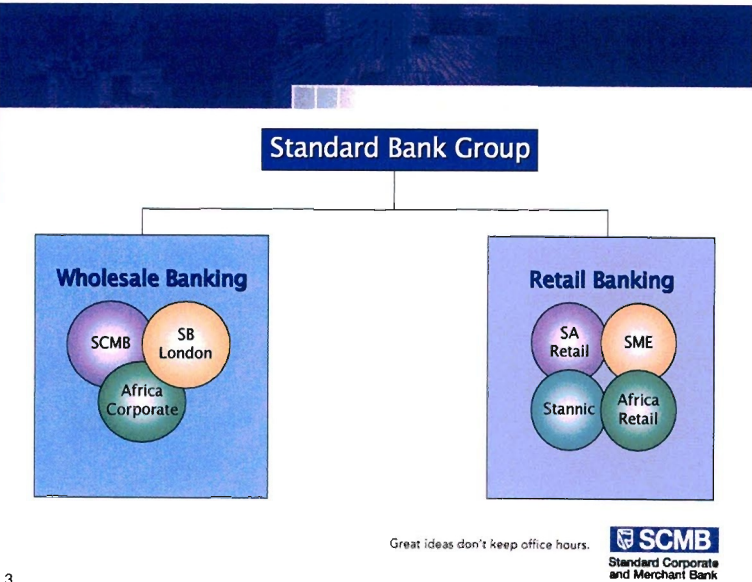 Standard Bank Group
Wholesale Banking
SCMB
SB
London
Africa
Corporate
Retail Banking
SA
Retail
SME
Stannic
Africa
Retail
Great ideas don't keep office hours.
SCMB
Standard Corporate
and Merchant Bank
3